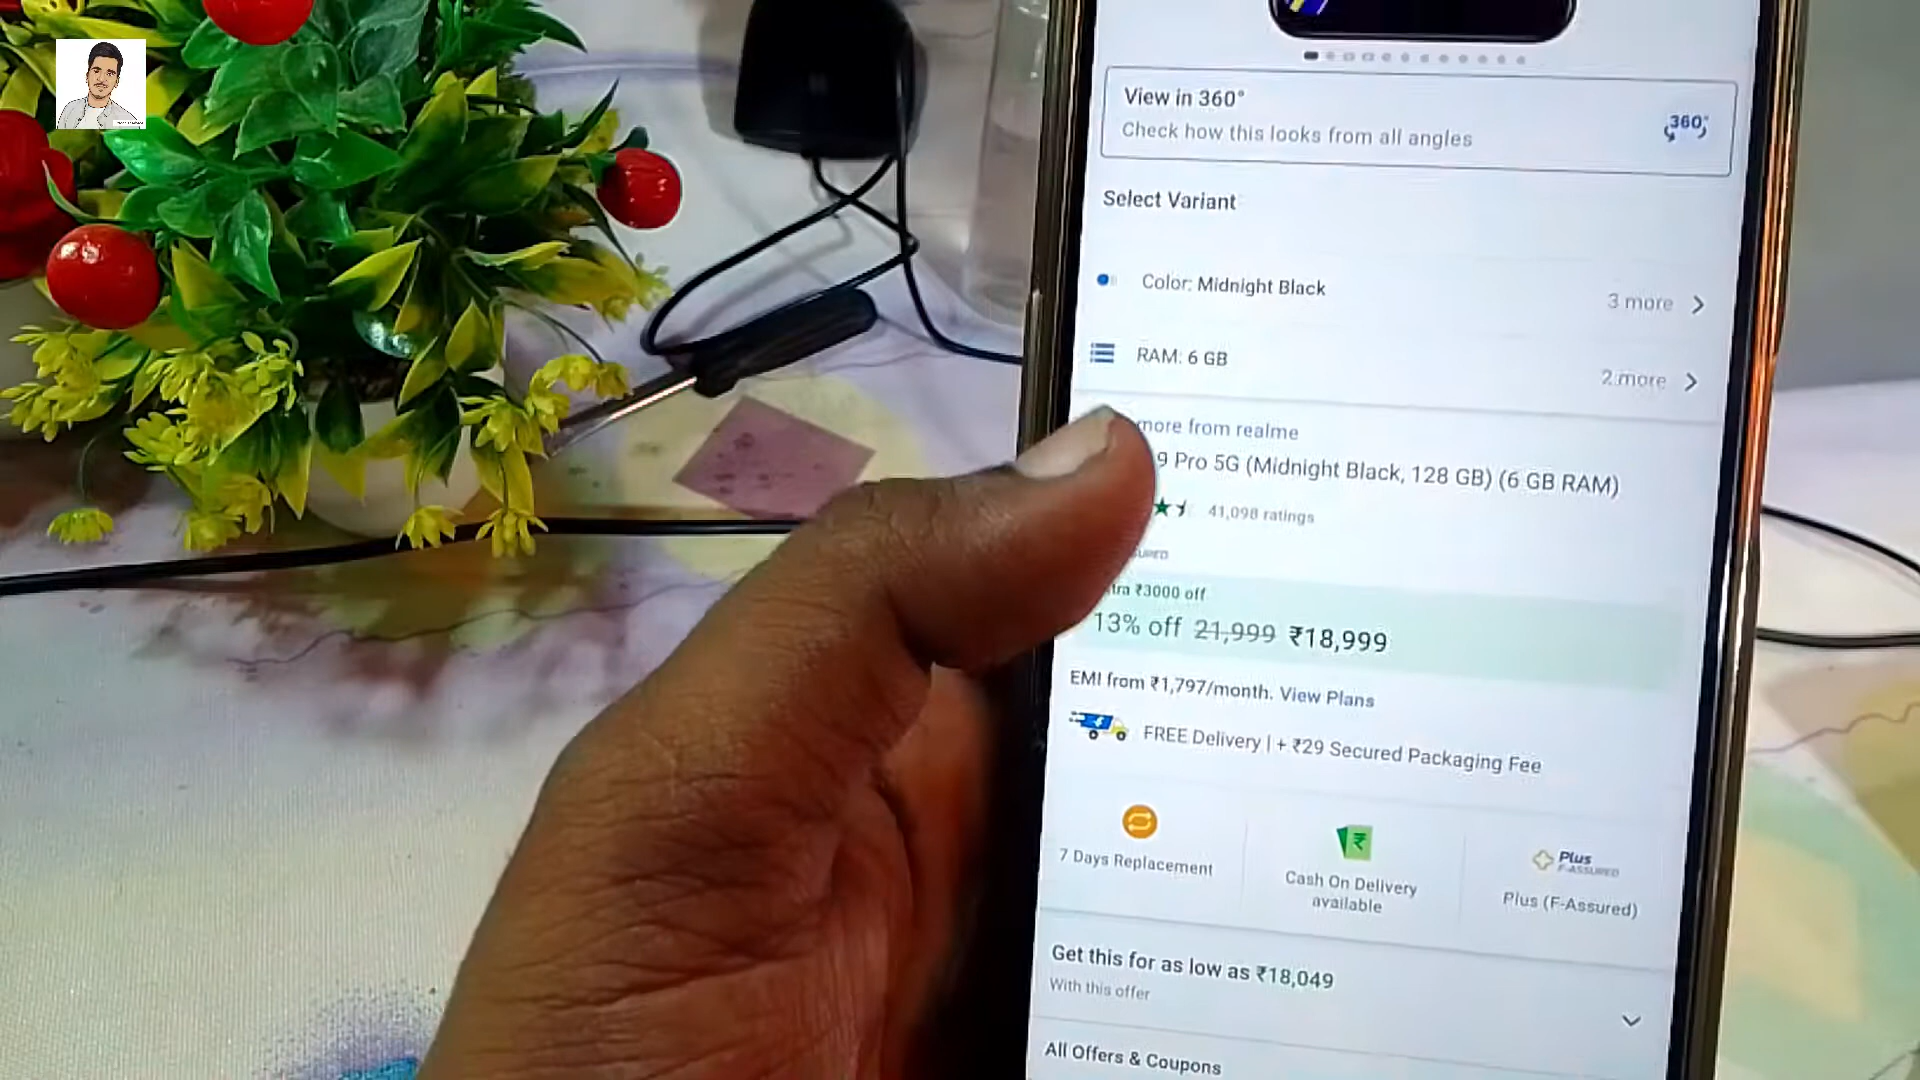 View in 360°
Check how this looks from all angles
360°
Select Variant
Color: Midnight Black
3 more
RAM: 6 GB
2 more
more from realme
9 Pro 5G (Midnight Black, 128 GB) (6 GB RAM)
41,098 ratings
₹3000 off
13% off 21,999 ₹18,999
EMI from ₹1,797/month. View Plans
FREE Delivery | + ₹29 Secured Packaging Fee
7 Days Replacement
Cash On Delivery
available
Plus
F-ASSURED
Plus (F-Assured)
Get this for as low as ₹18,049
With this offer
All Offers & Coupons